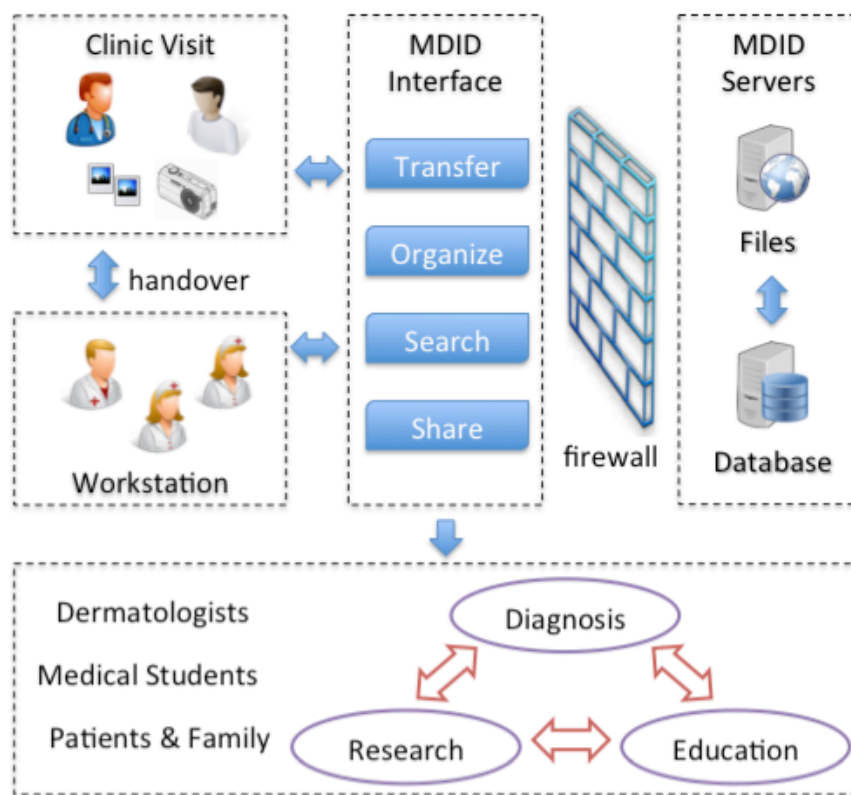 Clinic Visit
MDID
Interface
MDID
Servers
Transfer
Organize
Search
Share
Files
handover
firewall
Database
Workstation
Dermatologists
Medical Students
Patients & Family
Diagnosis
Research
Education